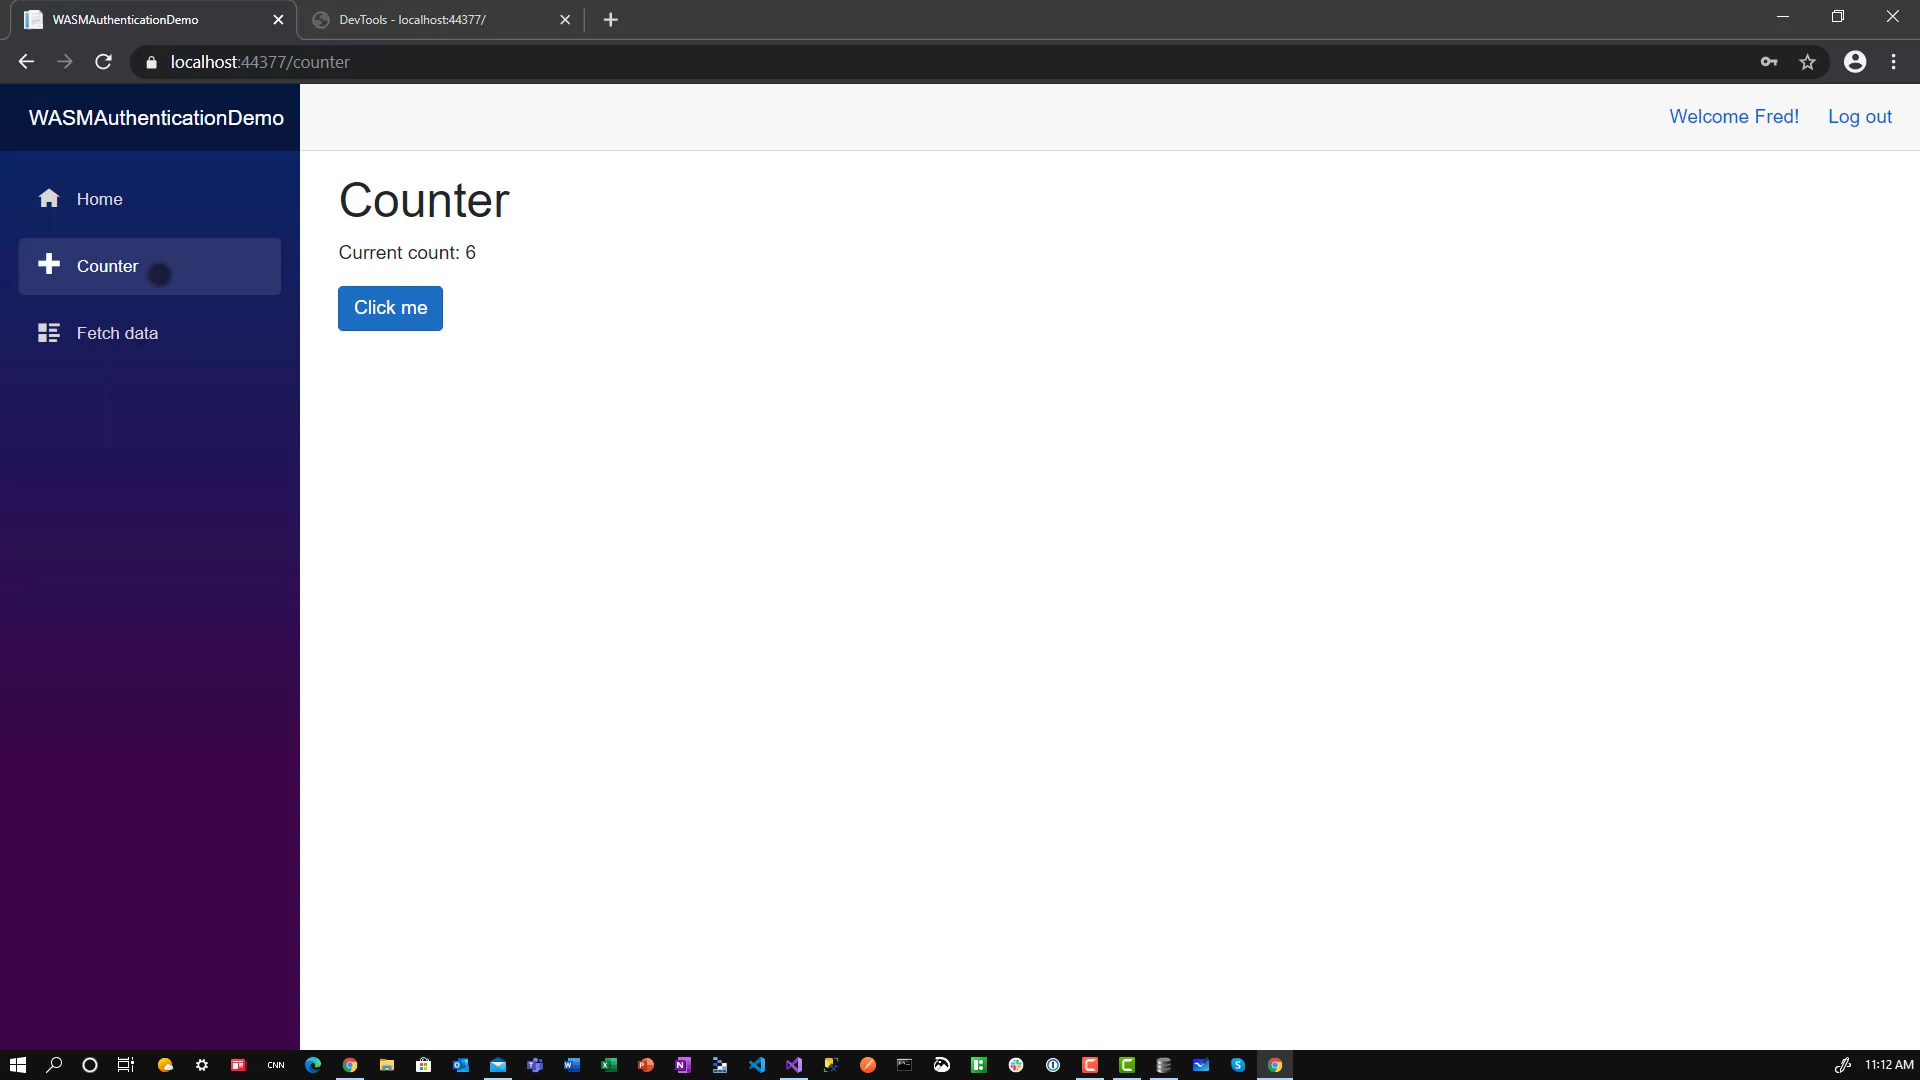 WASMAuthenticationDemo
DevTools - localhost:44377/
localhost:44377/counter
WASMAuthenticationDemo
Welcome Fred!
Log out
Home
Counter
Fetch data
Counter
Current count: 6
Click me
CNN
11:12 AM